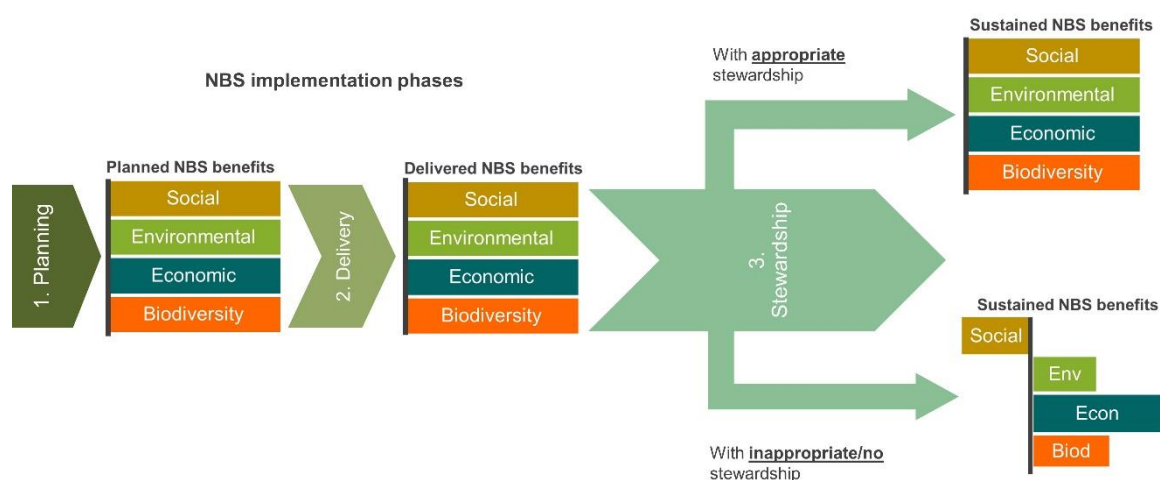 NBS implementation phases
1. Planning
Planned NBS benefits
Social
Environmental
Economic
Biodiversity
2. Delivery
Delivered NBS benefits
Social
Environmental
Economic
Biodiversity
3.
Stewardship
With appropriate
stewardship
Sustained NBS benefits
Social
Environmental
Economic
Biodiversity
With inappropriate/no
stewardship
Sustained NBS benefits
Social
Env
Econ
Biod